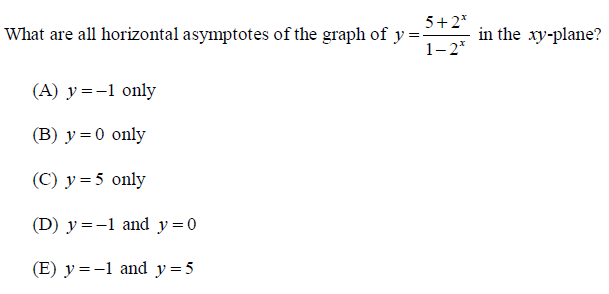 What are all horizontal asymptotes of the graph of y = \frac{5+2^x}{1-2^x} in the xy-plane?
(A) y = −1 only
(B) y = 0 only
(C) y = 5 only
(D) y = −1 and y = 0
(E) y = −1 and y = 5